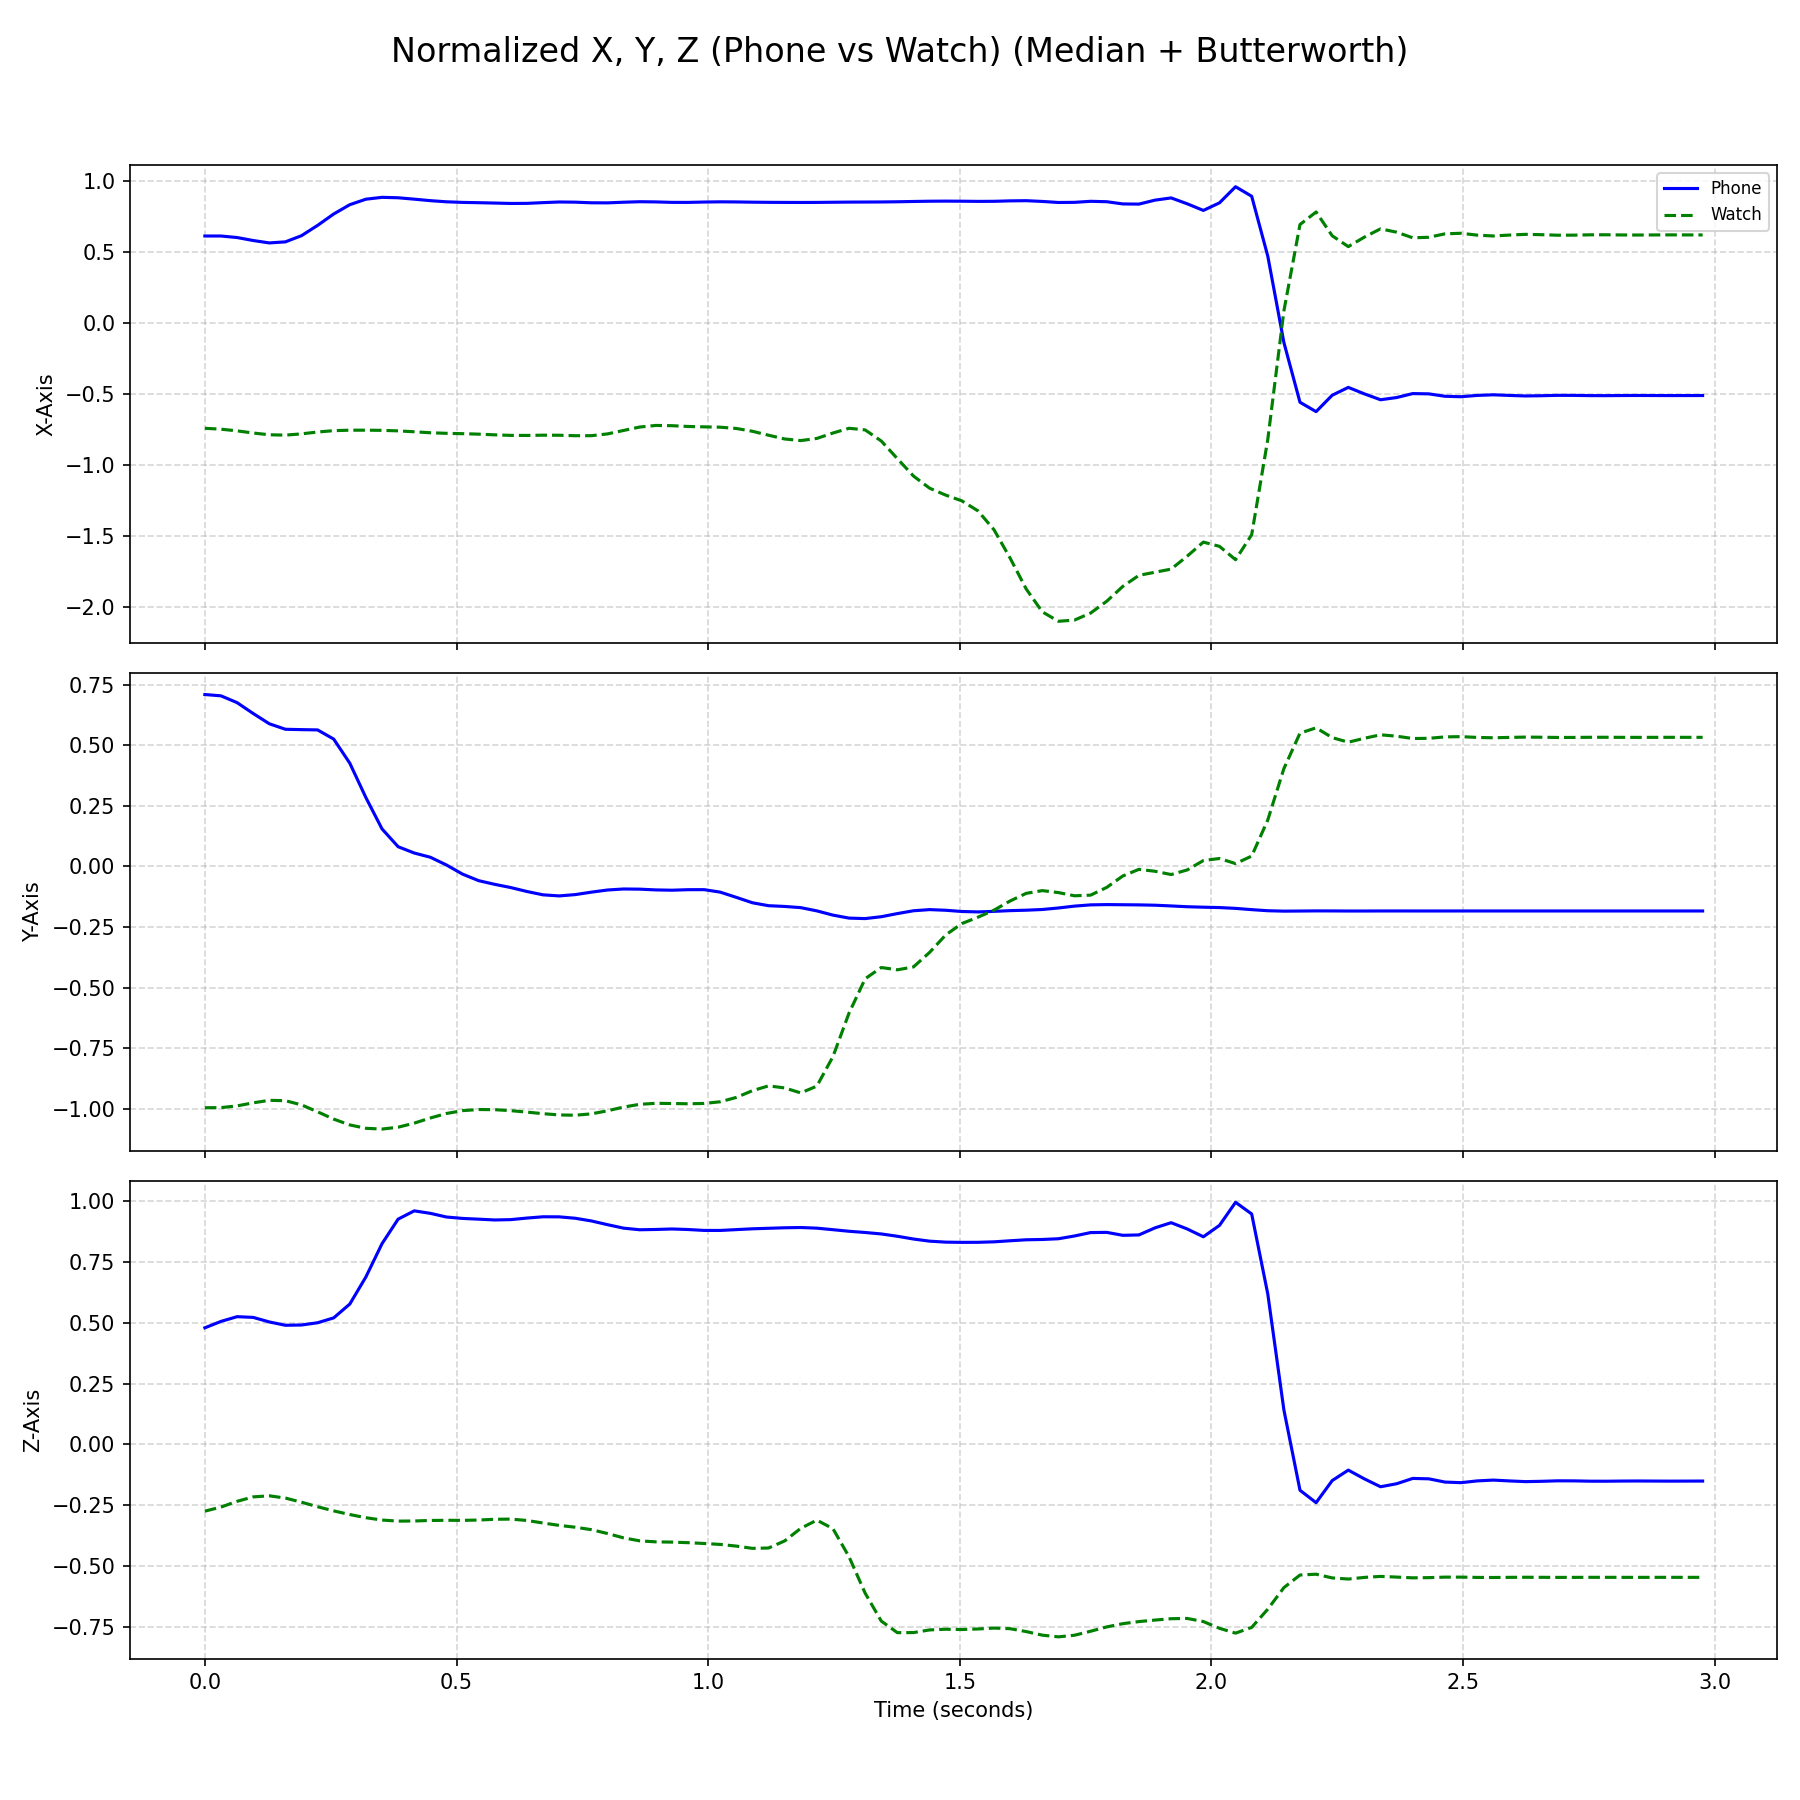 Normalized X, Y, Z (Phone vs Watch) (Median + Butterworth)
Phone
Watch
X-Axis
1.0
0.5
0.0
−0.5
−1.0
−1.5
−2.0
Y-Axis
0.75
0.50
0.25
0.00
−0.25
−0.50
−0.75
−1.00
Z-Axis
1.00
0.75
0.50
0.25
0.00
−0.25
−0.50
−0.75
0.0 0.5 1.0 1.5 2.0 2.5 3.0
Time (seconds)